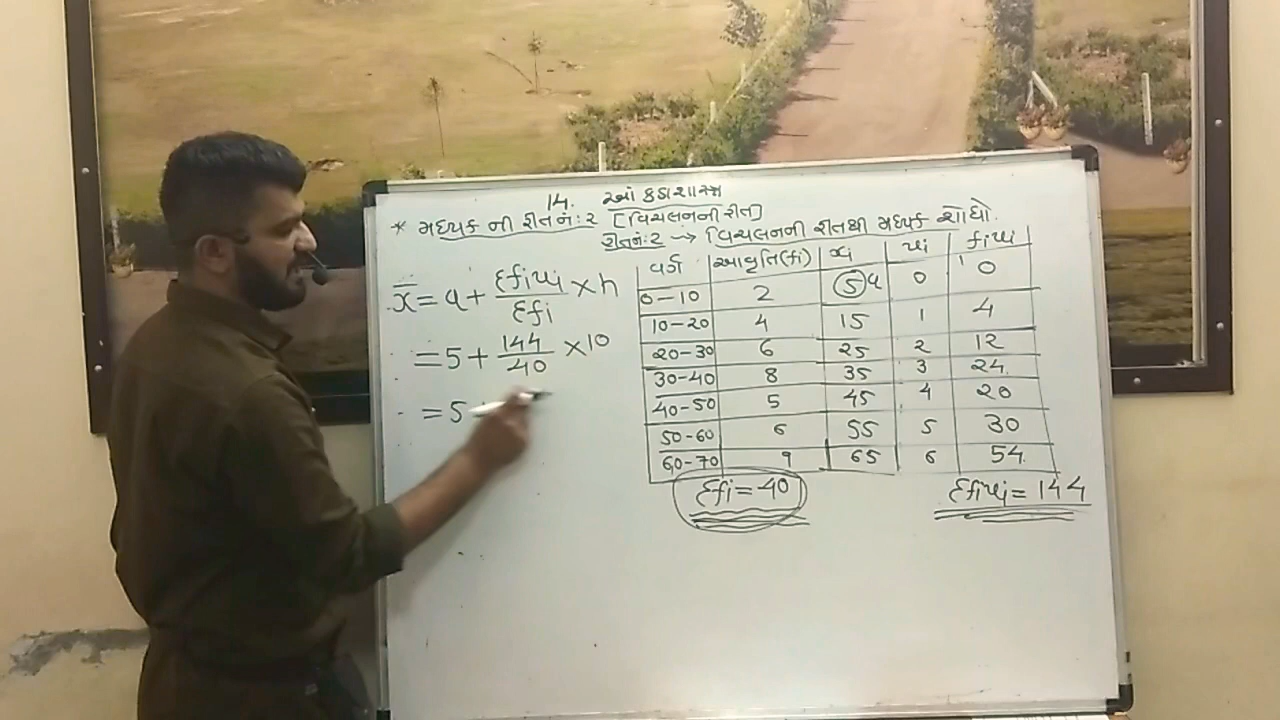 14. આંકડાશાસ્ત્ર
* મધ્યક ની રીત નં: ૨ [વિચલનની રીત]
રીતનં: ૨ → વિચલનની રીતથી મધ્યક શોધો.
x̄ = a + Σfiui/Σfi × h
= 5 + 144/40 × 10
= 5
વર્ગ આવૃતિ(fi) xi ui fiui
0-10 2 5 a 0 0
10-20 4 15 1 4
20-30 6 25 2 12
30-40 8 35 3 24
40-50 5 45 4 20
50-60 6 55 5 30
60-70 9 65 6 54
Σfi = 40 Σfiui = 144